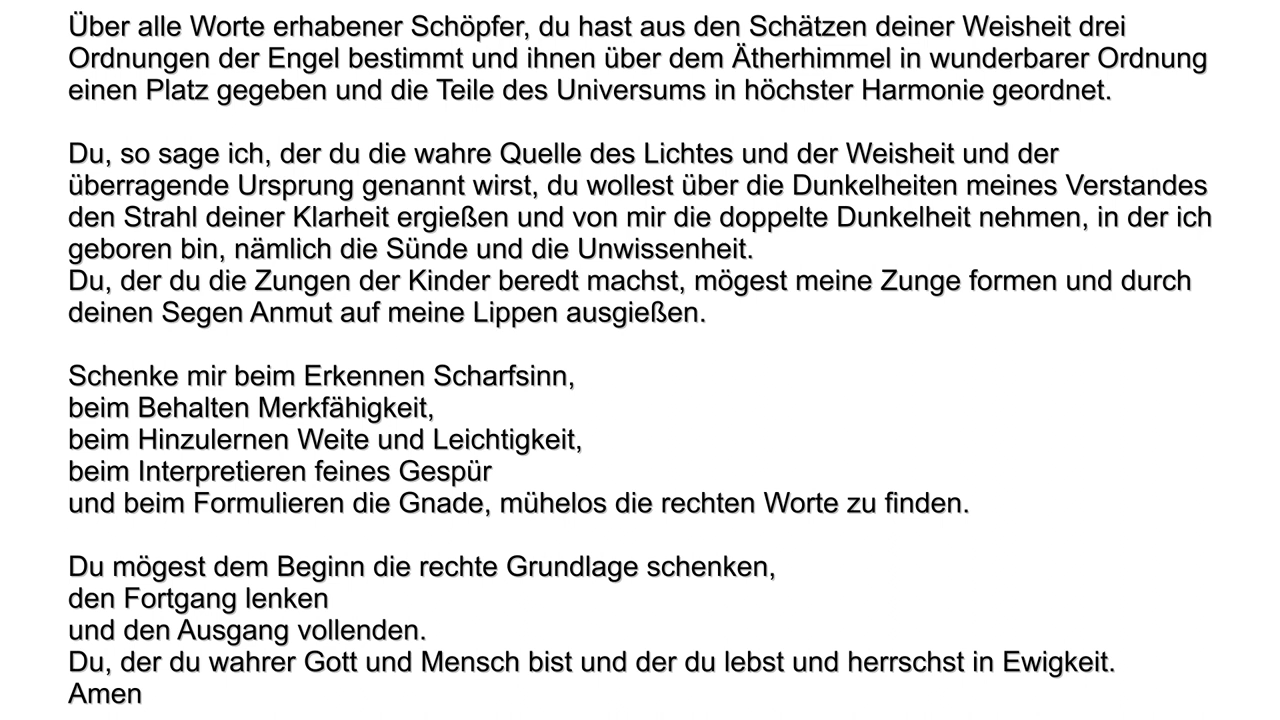 Über alle Worte erhabener Schöpfer, du hast aus den Schätzen deiner Weisheit drei
Ordnungen der Engel bestimmt und ihnen über dem Ätherhimmel in wunderbarer Ordnung
einen Platz gegeben und die Teile des Universums in höchster Harmonie geordnet.
Du, so sage ich, der du die wahre Quelle des Lichtes und der Weisheit und der
überragende Ursprung genannt wirst, du wollest über die Dunkelheiten meines Verstandes
den Strahl deiner Klarheit ergießen und von mir die doppelte Dunkelheit nehmen, in der ich
geboren bin, nämlich die Sünde und die Unwissenheit.
Du, der du die Zungen der Kinder beredt machst, mögest meine Zunge formen und durch
deinen Segen Anmut auf meine Lippen ausgießen.
Schenke mir beim Erkennen Scharfsinn,
beim Behalten Merkfähigkeit,
beim Hinzulernen Weite und Leichtigkeit,
beim Interpretieren feines Gespür
und beim Formulieren die Gnade, mühelos die rechten Worte zu finden.
Du mögest dem Beginn die rechte Grundlage schenken,
den Fortgang lenken
und den Ausgang vollenden.
Du, der du wahrer Gott und Mensch bist und der du lebst und herrschst in Ewigkeit.
Amen